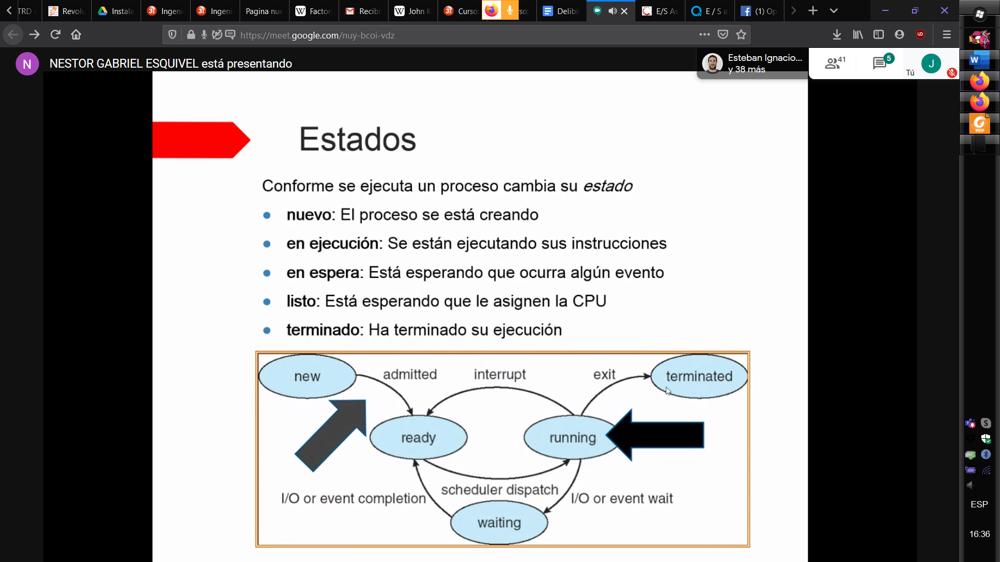 TRD
Revolu
Instala
Ingeni
Ingeni
Pagina nue
Factor
Recibi
John K
Curso:
so:
Delibi
E/S As
E / S a
(1) Op
https://meet.google.com/nuy-bcoi-vdz
N
NESTOR GABRIEL ESQUIVEL está presentando
Esteban Ignacio...
y 38 más
41
5
Tú
J
Estados
Conforme se ejecuta un proceso cambia su estado
nuevo: El proceso se está creando
en ejecución: Se están ejecutando sus instrucciones
en espera: Está esperando que ocurra algún evento
listo: Está esperando que le asignen la CPU
terminado: Ha terminado su ejecución
new
admitted
interrupt
exit
terminated
ready
running
I/O or event completion
scheduler dispatch
I/O or event wait
waiting
PDF
ESP
16:36